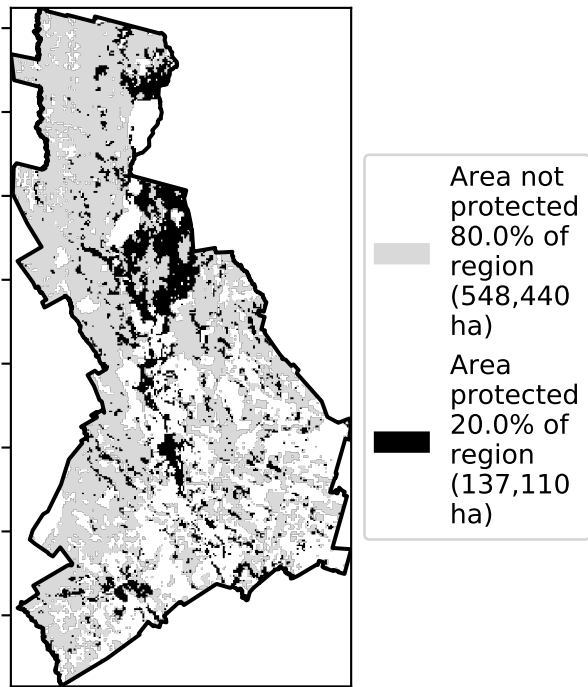 Area not
protected
80.0% of
region
(548,440
ha)
Area
protected
20.0% of
region
(137,110
ha)